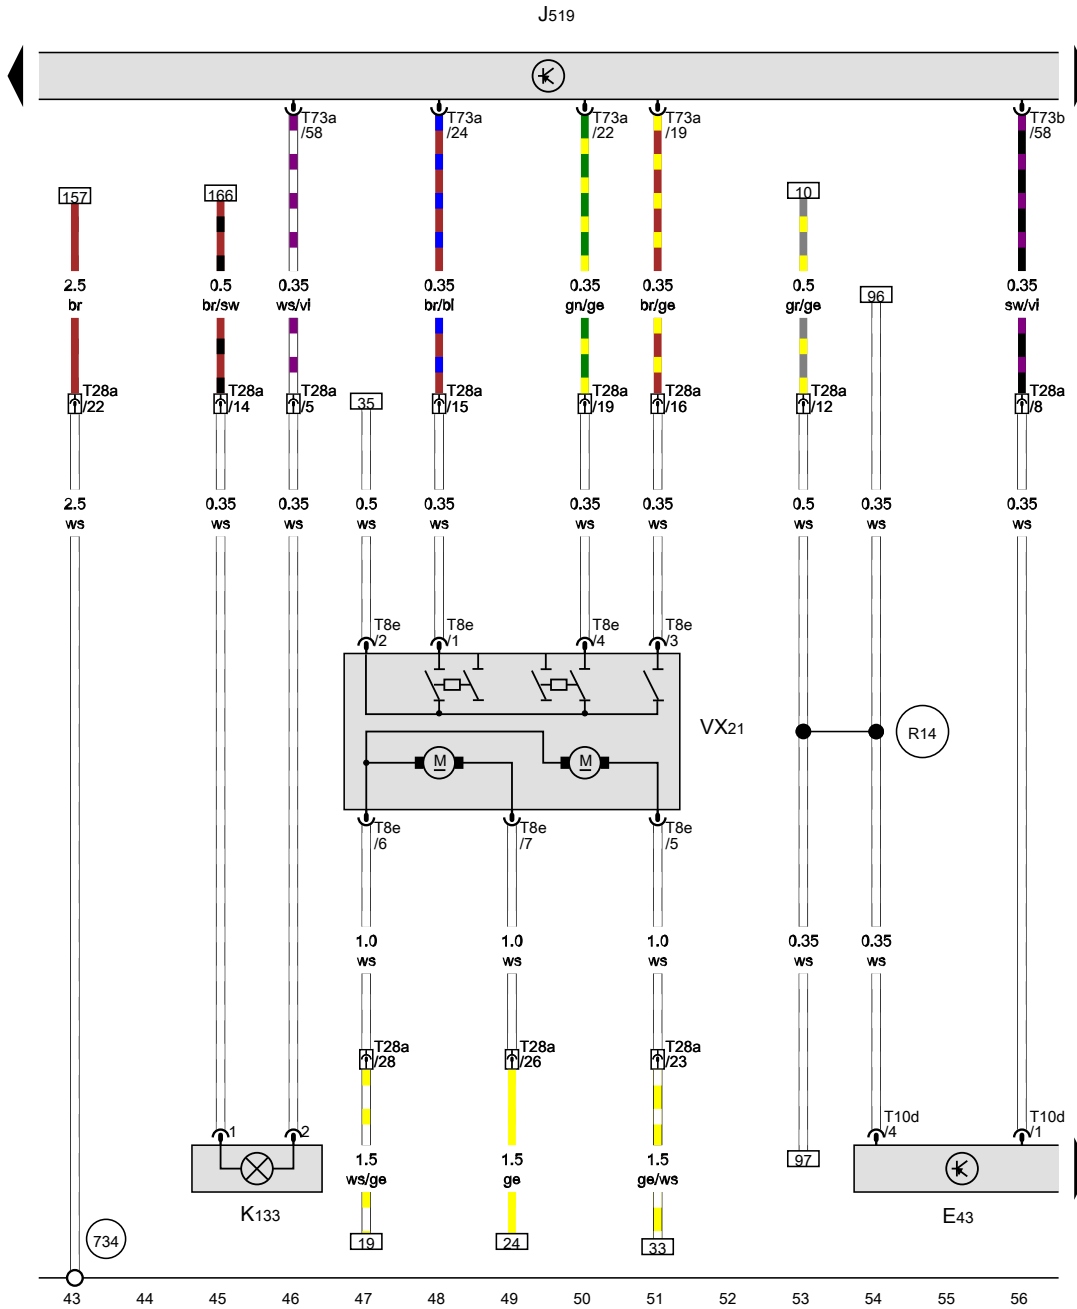 J519
T73a
/58
T73a
/24
T73a
/22
T73a
/19
T73b
/58
157
166
10
96
2.5
br
0.5
br/sw
0.35
ws/vi
0.35
br/bl
0.35
gn/ge
0.35
br/ge
0.5
gr/ge
0.35
sw/vi
T28a
/22
T28a
/14
T28a
/5
35
T28a
/15
T28a
/19
T28a
/16
T28a
/12
T28a
/8
2.5
ws
0.35
ws
0.35
ws
0.5
ws
0.35
ws
0.35
ws
0.35
ws
0.5
ws
0.35
ws
0.35
ws
T8e
/2
T8e
/1
T8e
/4
T8e
/3
VX21
R14
M
M
T8e
/6
T8e
/7
T8e
/5
1.0
ws
1.0
ws
1.0
ws
0.35
ws
0.35
ws
T28a
/28
T28a
/26
T28a
/23
1
2
T10d
/4
T10d
/1
1.5
ws/ge
1.5
ge
1.5
ge/ws
97
K133
E43
734
19
24
33
43 44 45 46 47 48 49 50 51 52 53 54 55 56